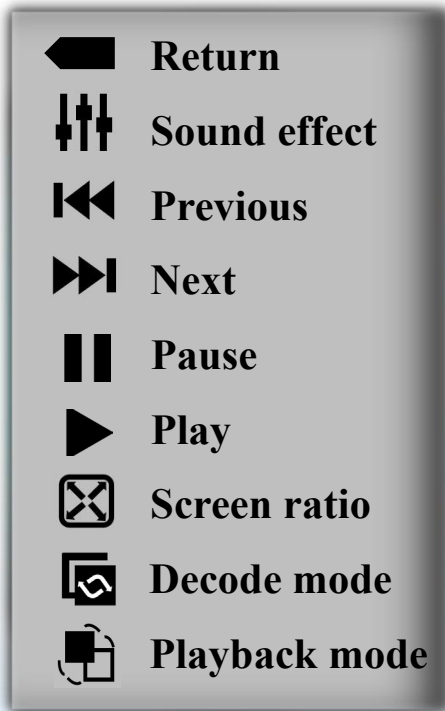 Return
Sound effect
Previous
Next
Pause
Play
Screen ratio
Decode mode
Playback mode